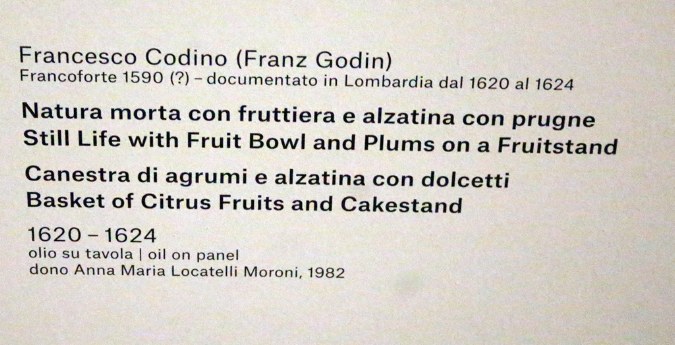 Francesco Codino (Franz Godin)
Francoforte 1590 (?) – documentato in Lombardia dal 1620 al 1624
Natura morta con fruttiera e alzatina con prugne
Still Life with Fruit Bowl and Plums on a Fruitstand
Canestra di agrumi e alzatina con dolcetti
Basket of Citrus Fruits and Cakestand
1620 – 1624
olio su tavola | oil on panel
dono Anna Maria Locatelli Moroni, 1982